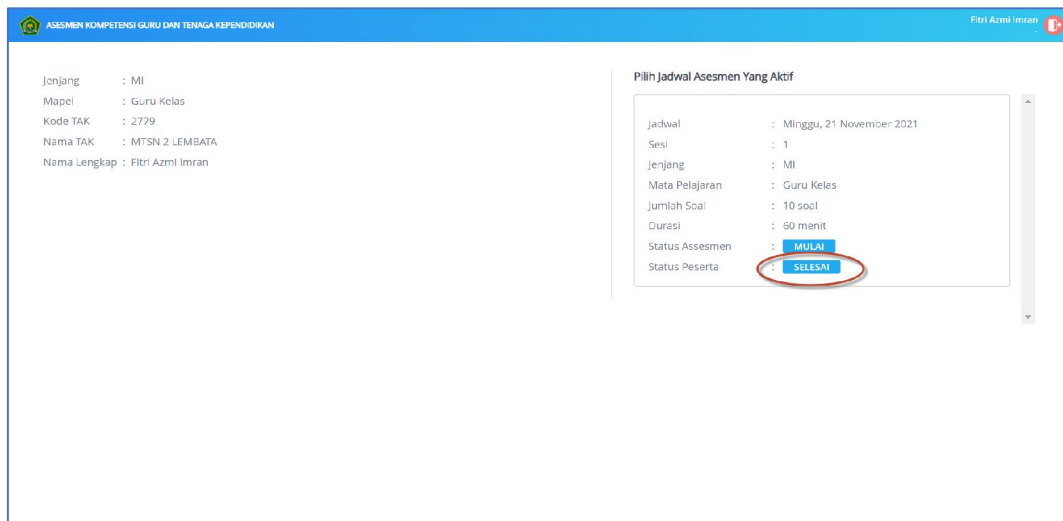 ASESMEN KOMPETENSI GURU DAN TENAGA KEPENDIDIKAN
Fitri Azmi Imran
-
Jenjang : MI
Mapel : Guru Kelas
Kode TAK : 2779
Nama TAK : MTSN 2 LEMBATA
Nama Lengkap : Fitri Azmi Imran
Pilih Jadwal Asesmen Yang Aktif
Jadwal : Minggu, 21 November 2021
Sesi : 1
Jenjang : MI
Mata Pelajaran : Guru Kelas
Jumlah Soal : 10 soal
Durasi : 60 menit
Status Assesmen : MULAI
Status Peserta : SELESAI